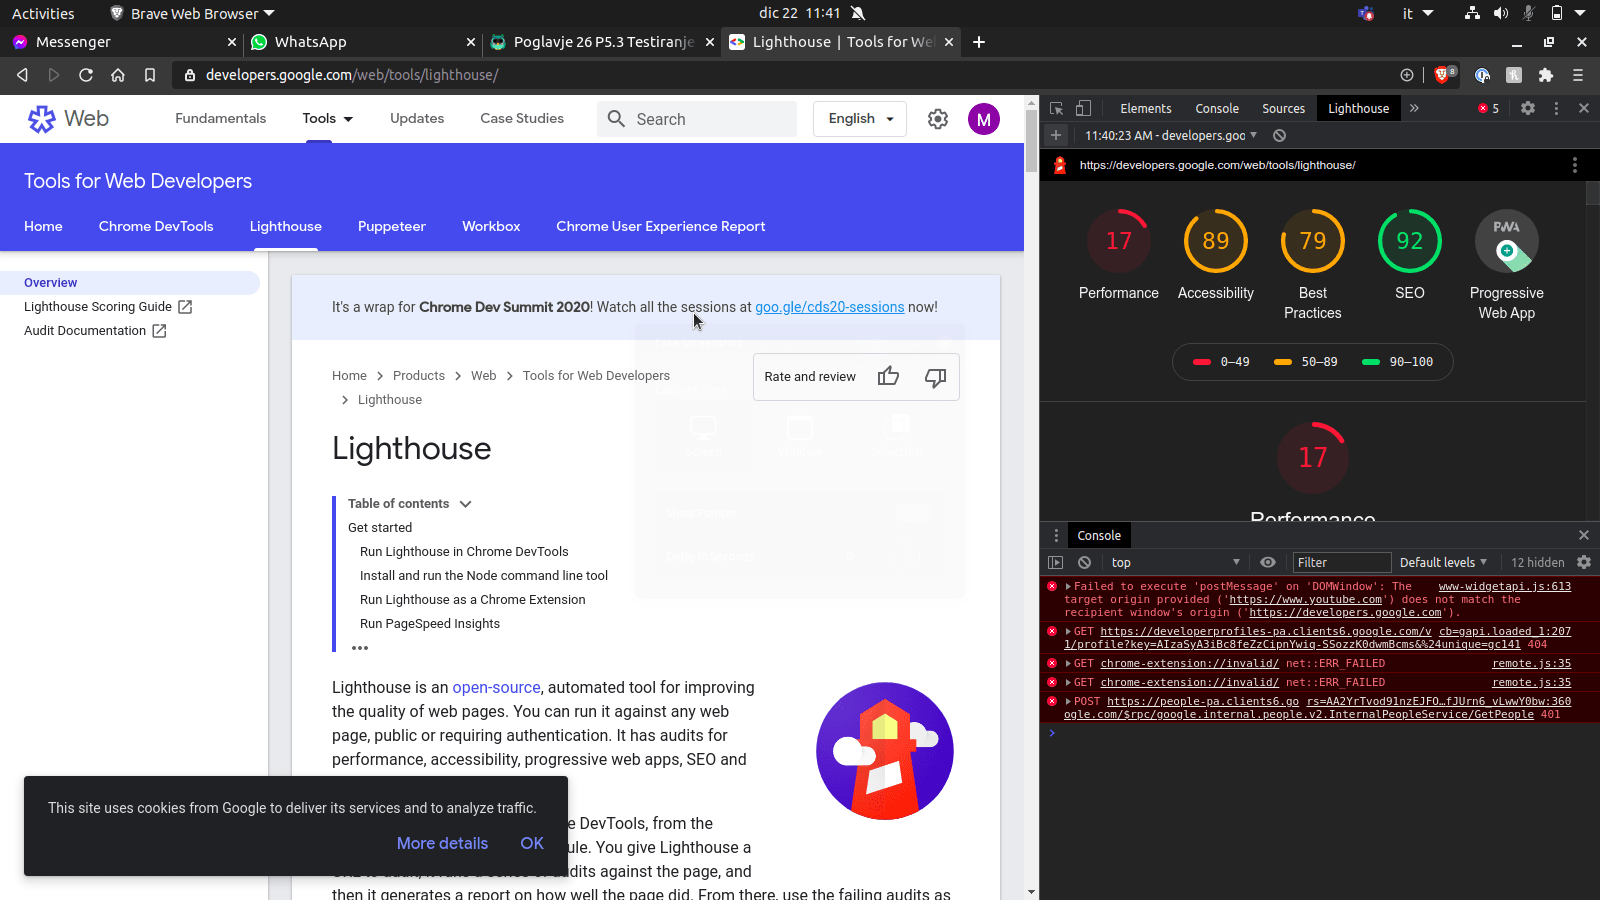 Activities
Brave Web Browser
dic 22 11:41
it
Messenger
WhatsApp
Poglavje 26 P5.3 Testiranje
Lighthouse | Tools for We
developers.google.com/web/tools/lighthouse/
8
Web
Fundamentals
Tools
Updates
Case Studies
Search
English
M
Tools for Web Developers
Home
Chrome DevTools
Lighthouse
Puppeteer
Workbox
Chrome User Experience Report
Overview
Lighthouse Scoring Guide
Audit Documentation
It's a wrap for Chrome Dev Summit 2020! Watch all the sessions at goo.gle/cds20-sessions now!
Home > Products > Web > Tools for Web Developers
> Lighthouse
Rate and review
Lighthouse
Table of contents
Get started
Run Lighthouse in Chrome DevTools
Install and run the Node command line tool
Run Lighthouse as a Chrome Extension
Run PageSpeed Insights
•••
Lighthouse is an open-source, automated tool for improving
the quality of web pages. You can run it against any web
page, public or requiring authentication. It has audits for
performance, accessibility, progressive web apps, SEO and
DevTools, from the
You give Lighthouse a
against the page, and
then it generates a report on how well the page did. From there, use the failing audits as
This site uses cookies from Google to deliver its services and to analyze traffic.
More details
OK
Elements
Console
Sources
Lighthouse
5
11:40:23 AM - developers.goo
https://developers.google.com/web/tools/lighthouse/
17
89
79
92
PWA
Performance
Accessibility
Best
Practices
SEO
Progressive
Web App
0–49
50–89
90–100
17
Performance
Console
top
Filter
Default levels
12 hidden
Failed to execute 'postMessage' on 'DOMWindow': The www-widgetapi.js:613
target origin provided ('https://www.youtube.com') does not match the
recipient window's origin ('https://developers.google.com').
GET https://developerprofiles-pa.clients6.google.com/v cb=gapi.loaded_1:207
1/profile?key=AIzaSyA3iBc8feZzCipnYwiq-SSozzK0dwmBcms&%24unique=gc141 404
GET chrome-extension://invalid/ net::ERR_FAILED remote.js:35
GET chrome-extension://invalid/ net::ERR_FAILED remote.js:35
POST https://people-pa.clients6.go rs=AA2YrTvod91nzEJFO…fJUrn6_vLwwY0bw:360
ogle.com/$rpc/google.internal.people.v2.InternalPeopleService/GetPeople 401